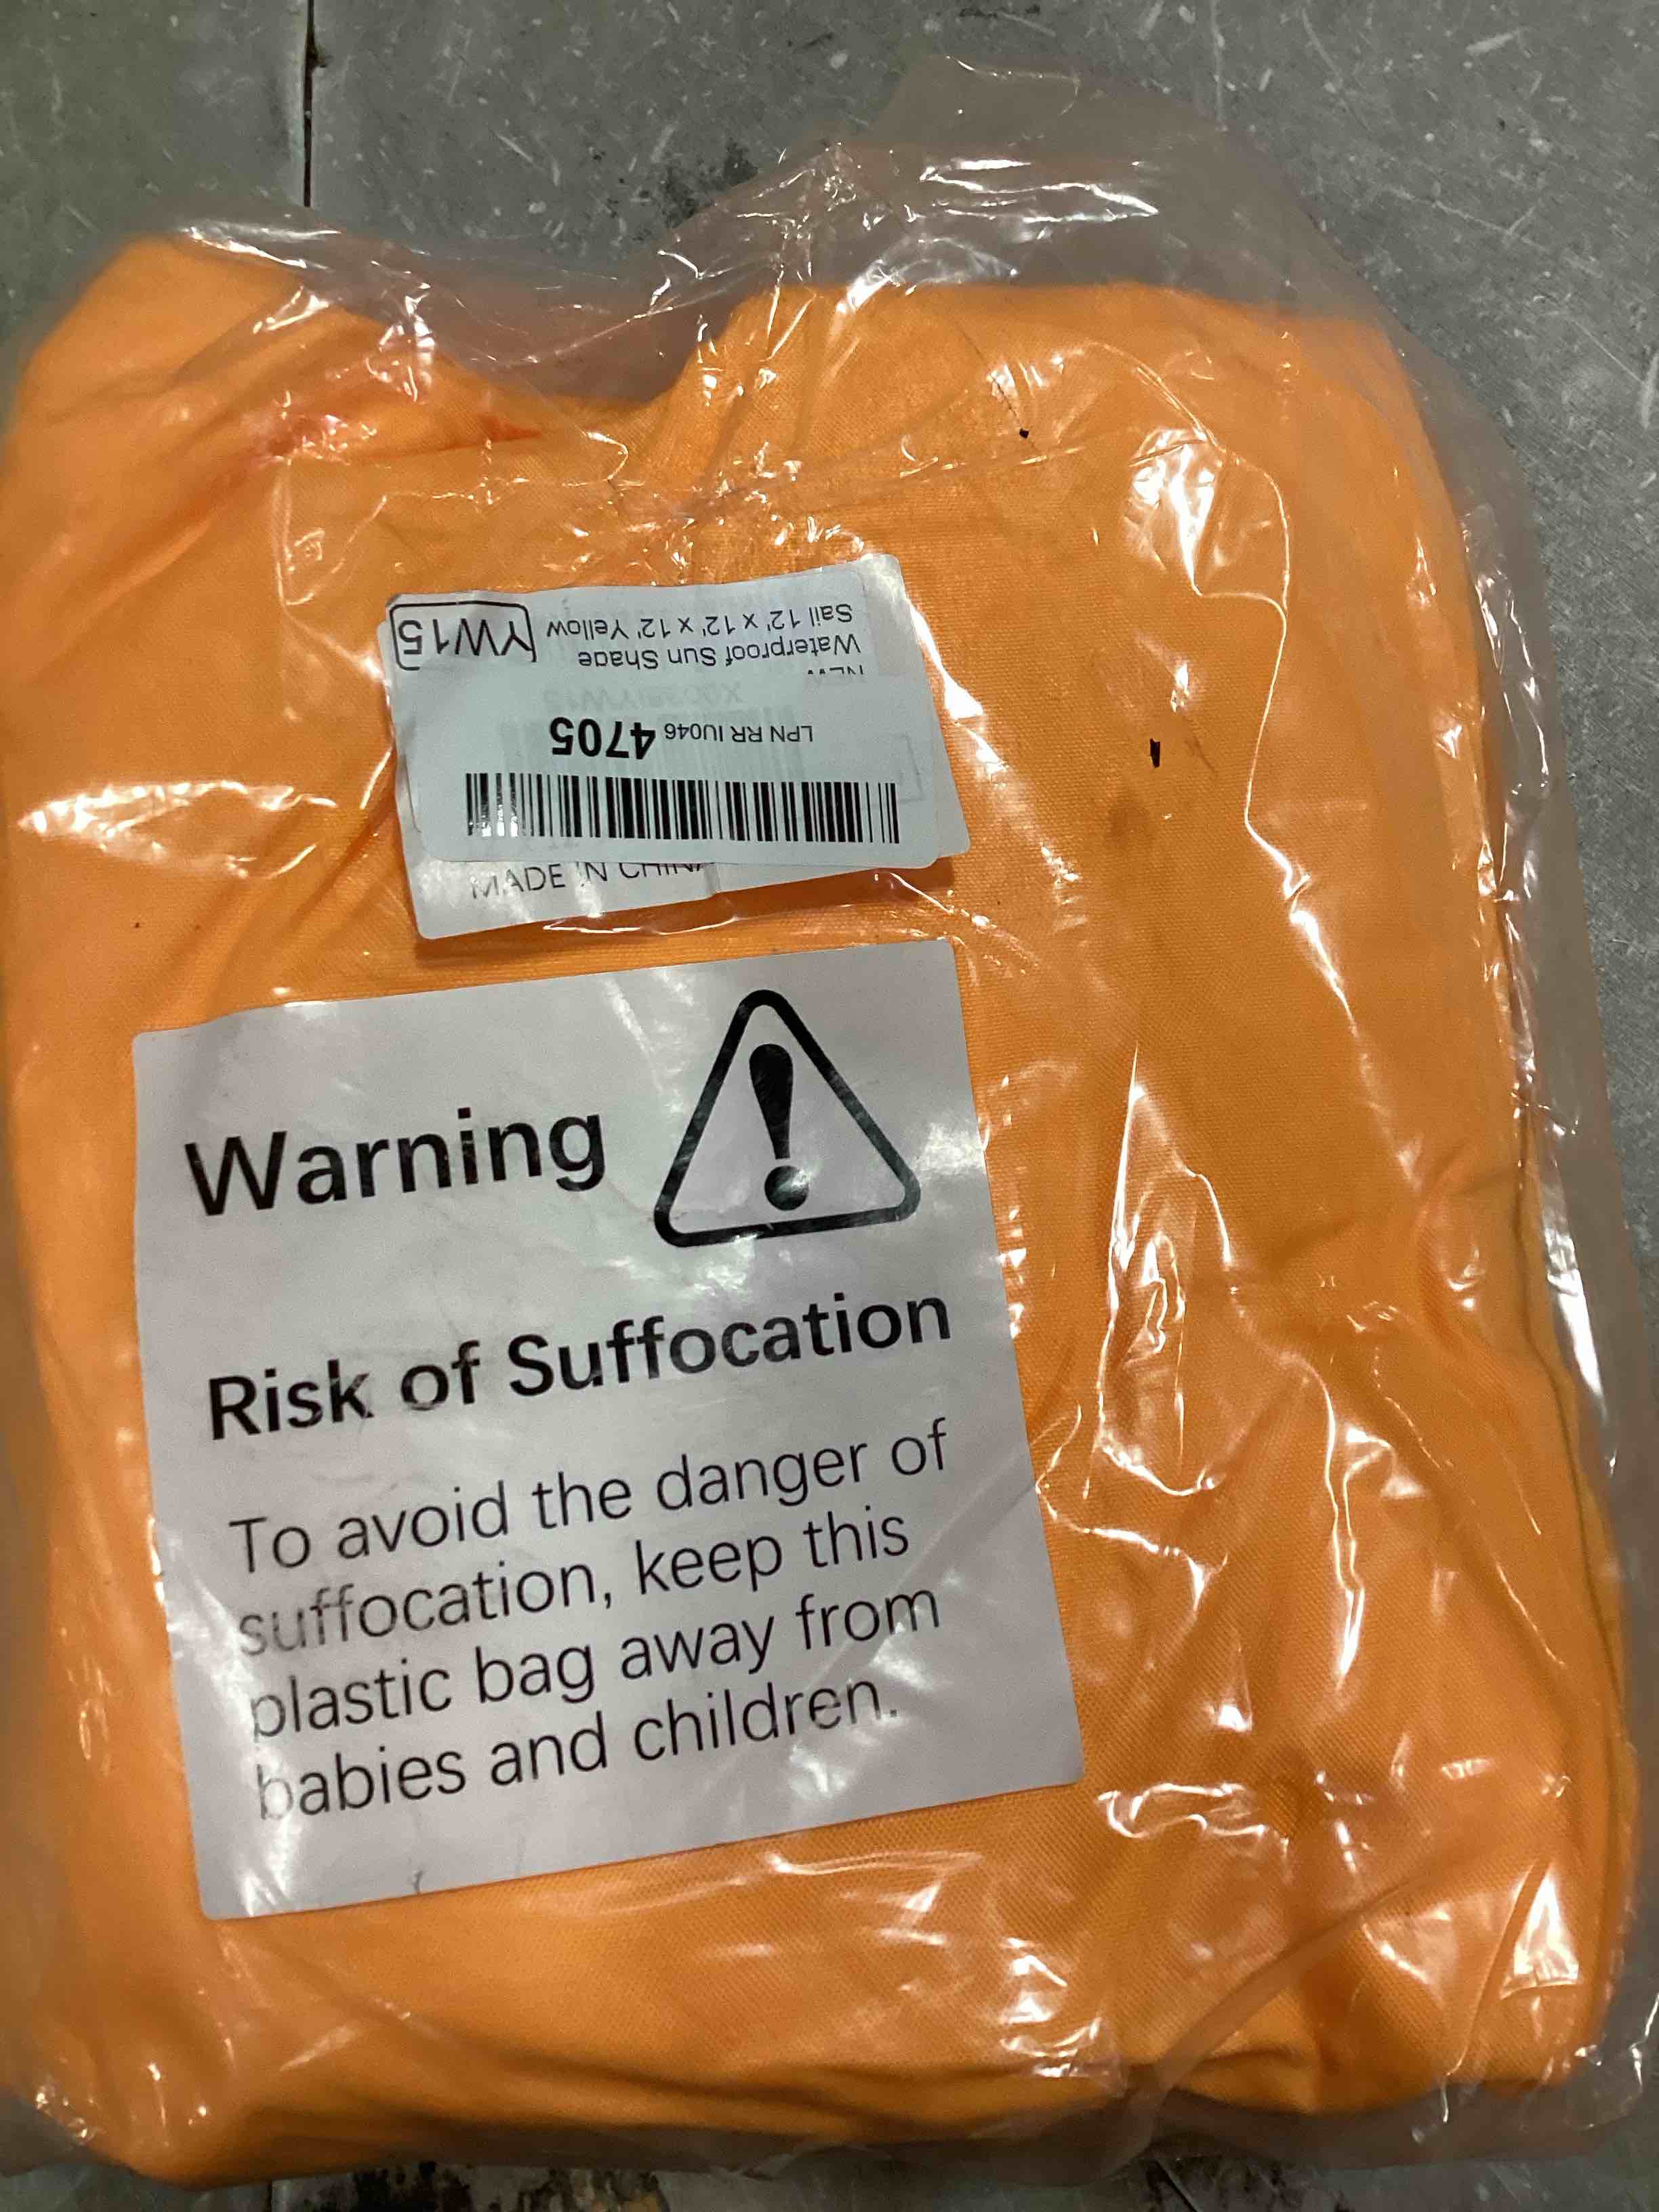 YW15
Waterproof Sun Shade
Sail 12' x 12' x 12' Yellow
LPN RR IU046 4705
MADE IN CHINA
Warning
Risk of Suffocation
To avoid the danger of
suffocation, keep this
plastic bag away from
babies and children.